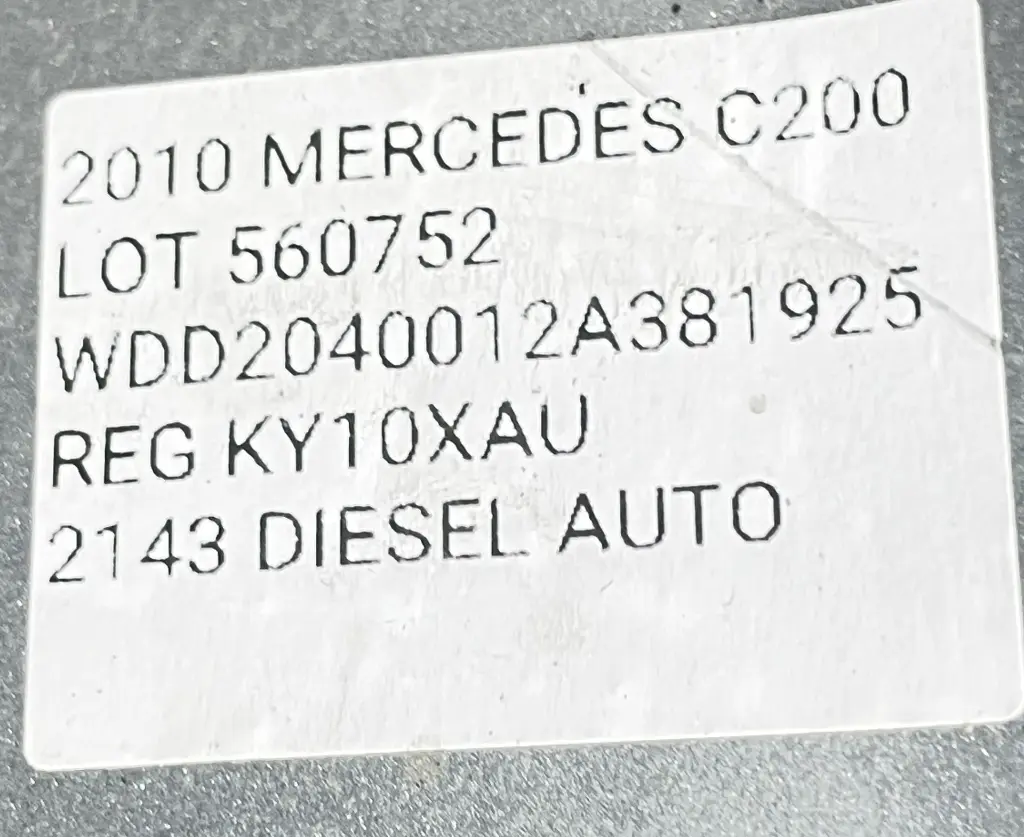 2010 MERCEDES C200
LOT 560752
WDD2040012A381925
REG KY10XAU
2143 DIESEL AUTO